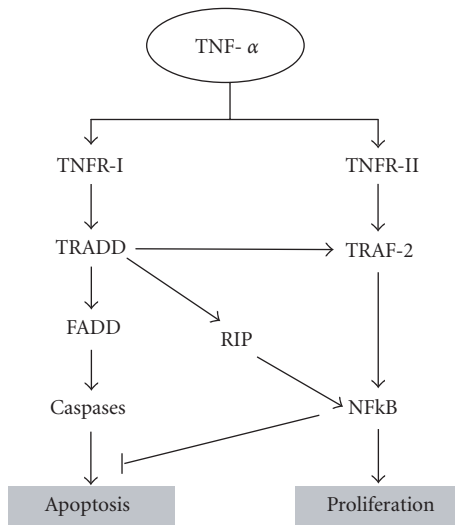 TNF- α
TNFR-I
TNFR-II
TRADD
TRAF-2
FADD
RIP
Caspases
NFkB
Apoptosis
Proliferation